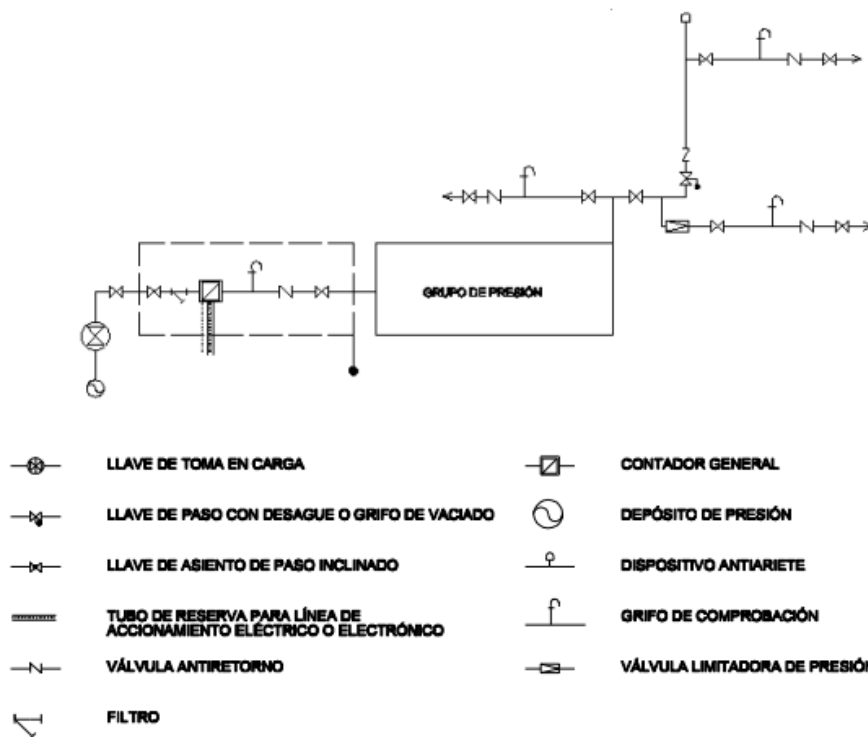 GRUPO DE PRESIÓN
LLAVE DE TOMA EN CARGA
CONTADOR GENERAL
LLAVE DE PASO CON DESAGUE O GRIFO DE VACIADO
DEPÓSITO DE PRESIÓN
LLAVE DE ASIENTO DE PASO INCLINADO
DISPOSITIVO ANTIARIETE
TUBO DE RESERVA PARA LÍNEA DE
ACCIONAMIENTO ELÉCTRICO O ELECTRÓNICO
GRIFO DE COMPROBACIÓN
VÁLVULA ANTIRETORNO
VÁLVULA LIMITADORA DE PRESIÓ
FILTRO